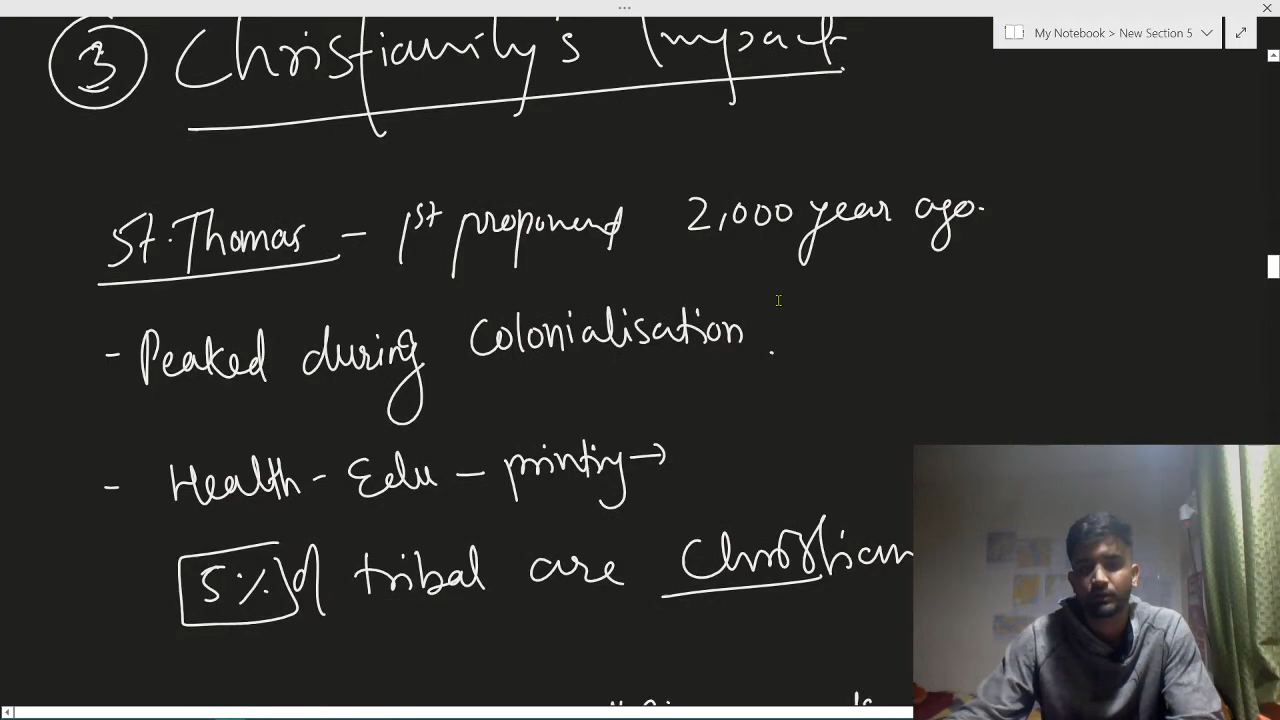 My Notebook > New Section 5
③ Christianity's Impact
St. Thomas - 1st proponent 2,000 year ago.
- Peaked during Colonialisation.
- Health - Edu - printing →
5% of tribal are Christian